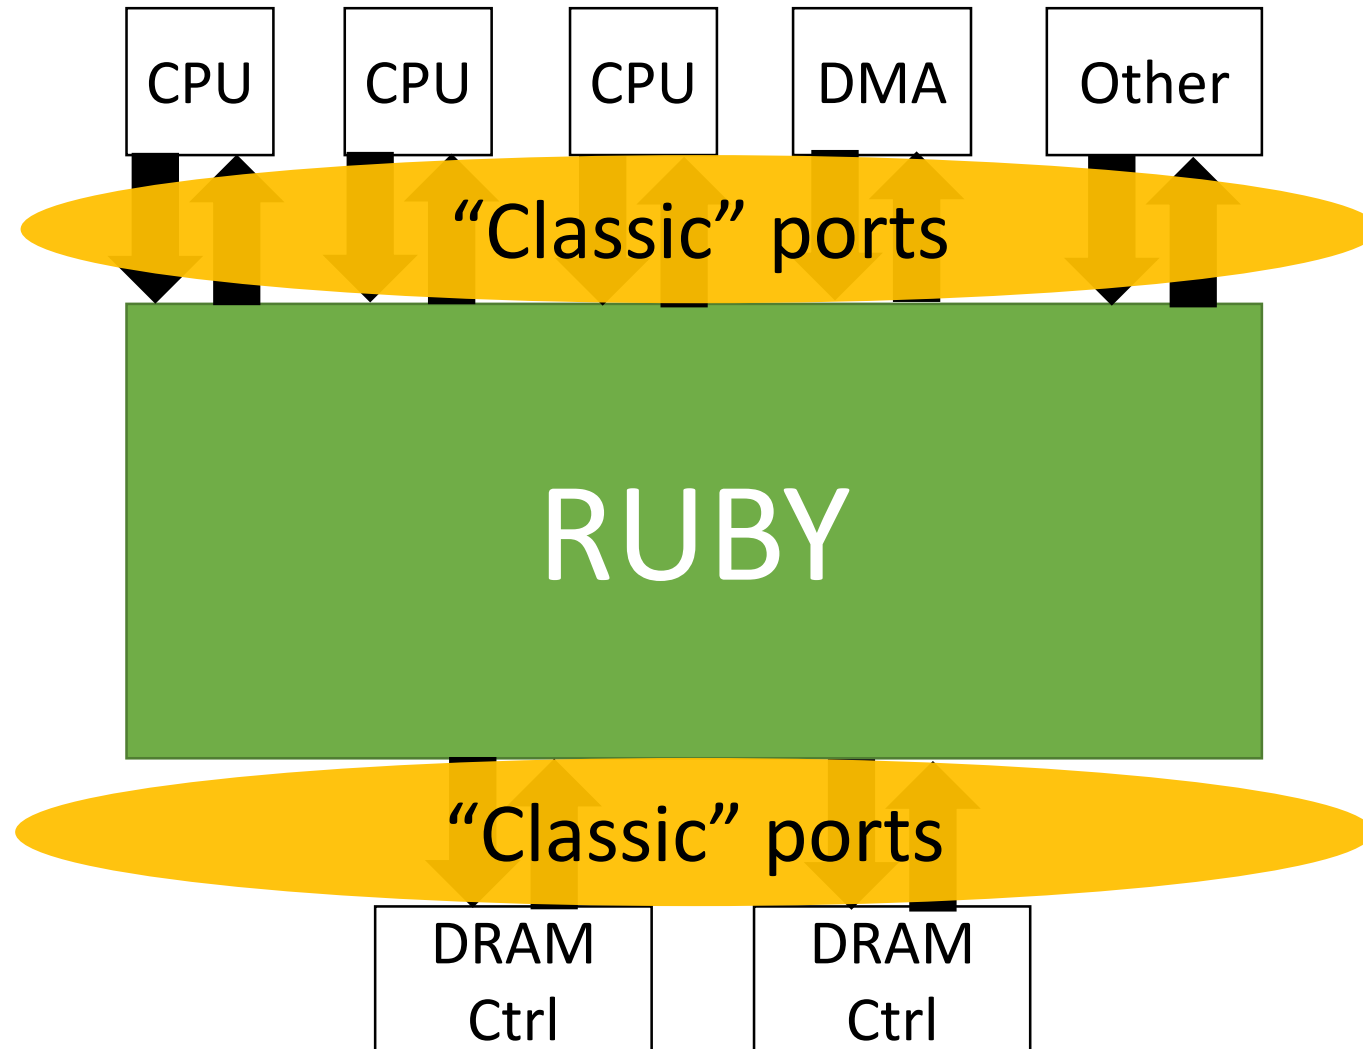 CPU
CPU
CPU
DMA
Other
“Classic” ports
RUBY
“Classic” ports
DRAM
Ctrl
DRAM
Ctrl